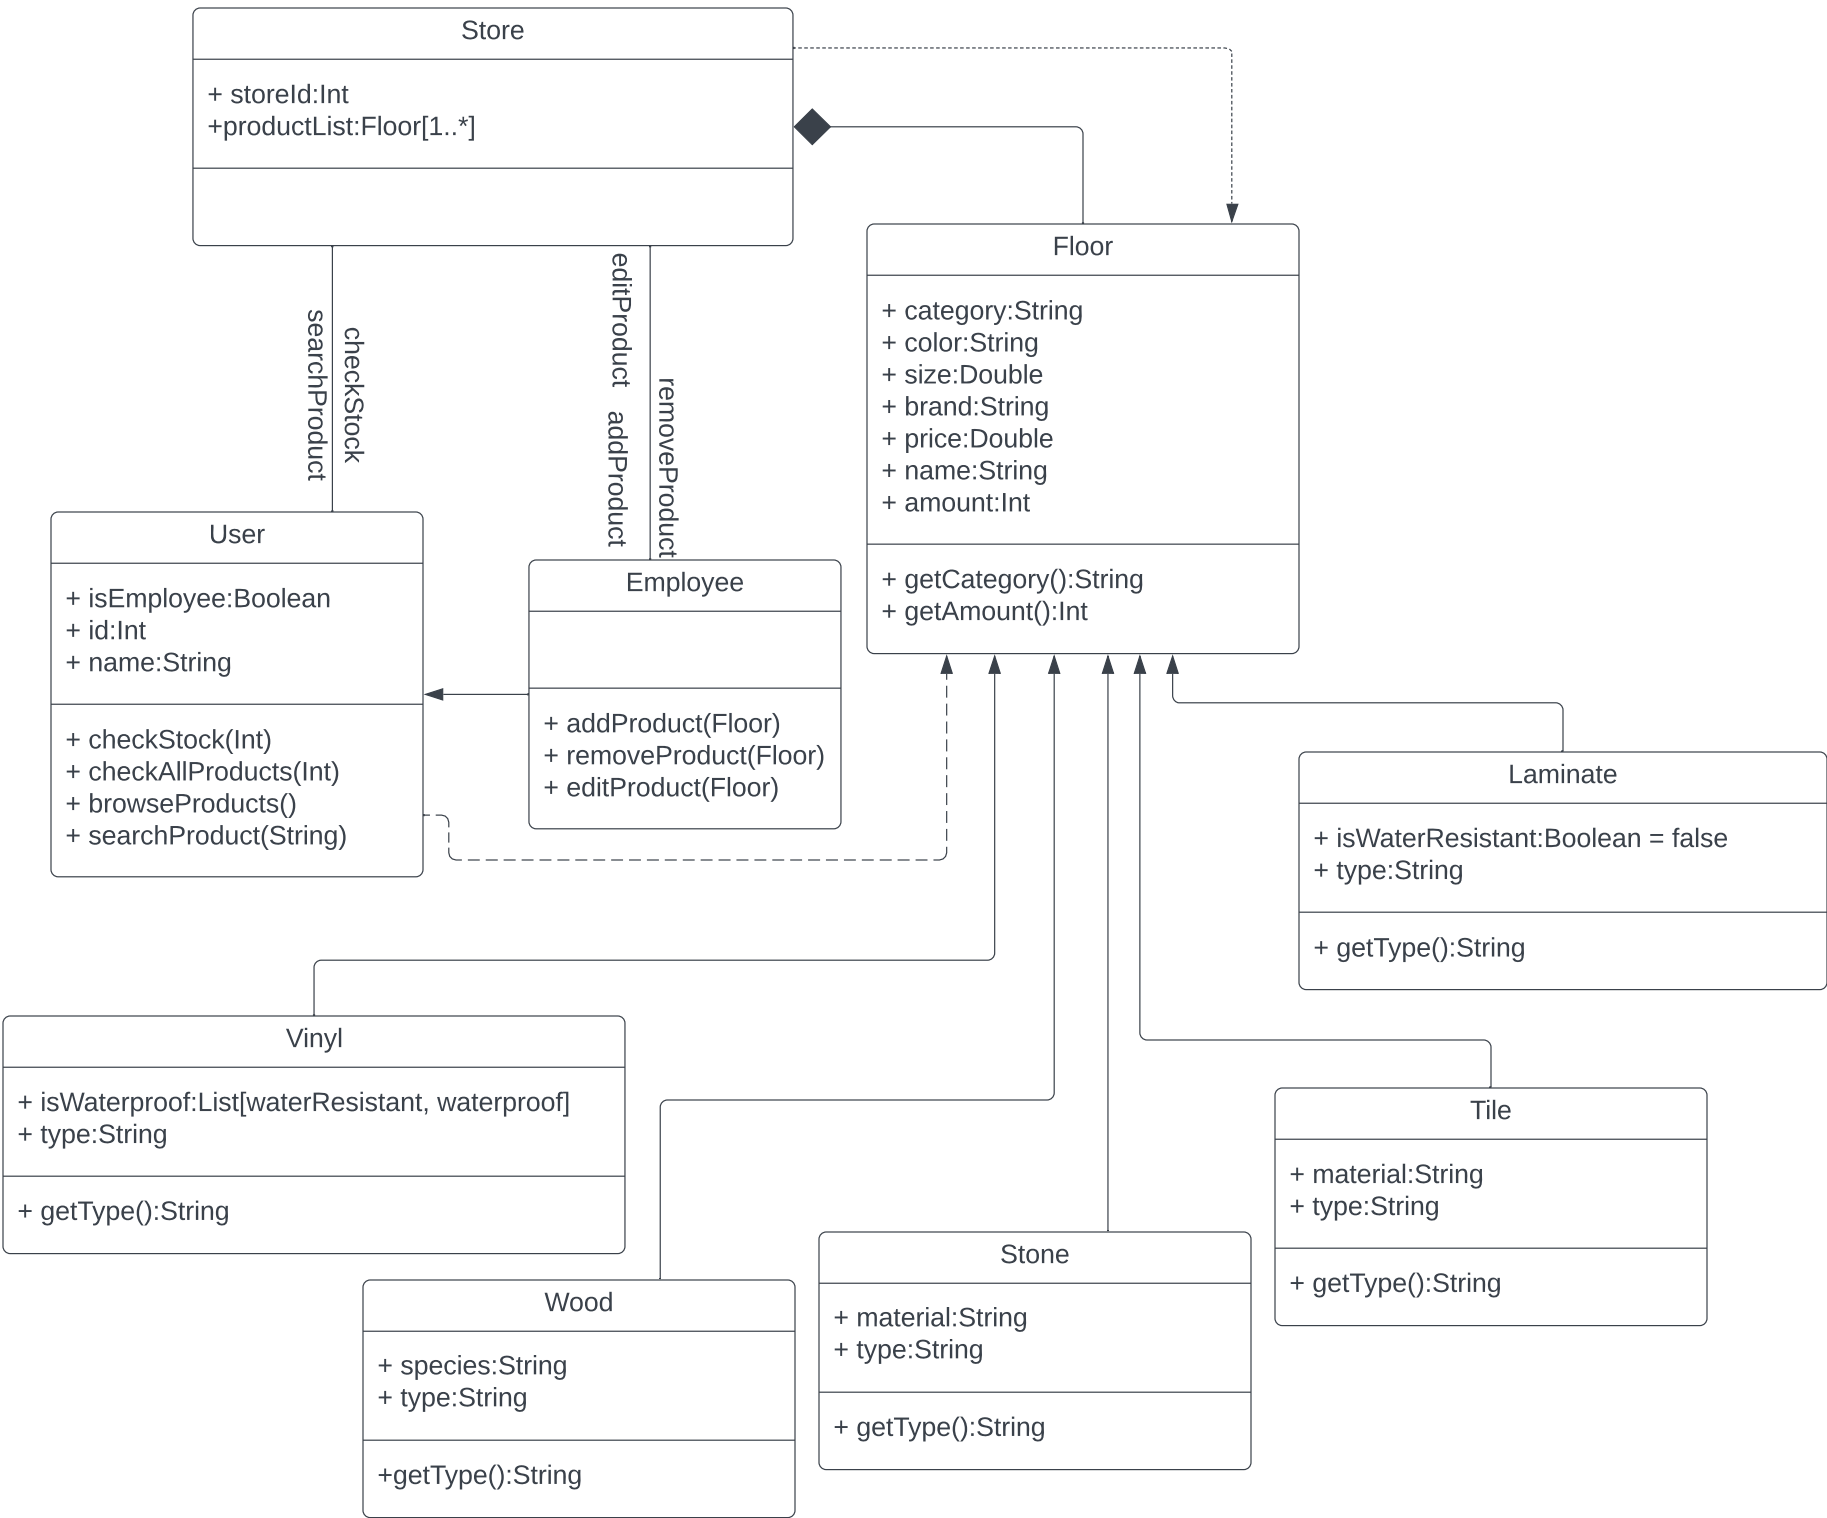 Store
+ storeId:Int
+productList:Floor[1..*]
searchProduct
checkStock
editProduct
addProduct
removeProduct
Floor
+ category:String
+ color:String
+ size:Double
+ brand:String
+ price:Double
+ name:String
+ amount:Int
+ getCategory():String
+ getAmount():Int
User
+ isEmployee:Boolean
+ id:Int
+ name:String
+ checkStock(Int)
+ checkAllProducts(Int)
+ browseProducts()
+ searchProduct(String)
Employee
+ addProduct(Floor)
+ removeProduct(Floor)
+ editProduct(Floor)
Laminate
+ isWaterResistant:Boolean = false
+ type:String
+ getType():String
Vinyl
+ isWaterproof:List[waterResistant, waterproof]
+ type:String
+ getType():String
Tile
+ material:String
+ type:String
+ getType():String
Stone
+ material:String
+ type:String
+ getType():String
Wood
+ species:String
+ type:String
+getType():String